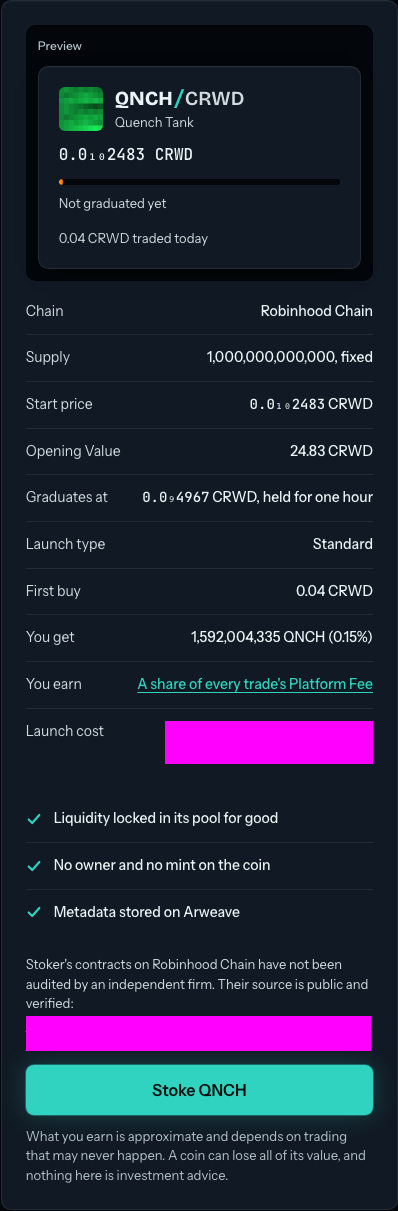 Preview
QNCH/CRWD
Quench Tank
0.0₁₀2483 CRWD
Not graduated yet
0.04 CRWD traded today
Chain Robinhood Chain
Supply 1,000,000,000,000, fixed
Start price 0.0₁₀2483 CRWD
Opening Value 24.83 CRWD
Graduates at 0.0₉4967 CRWD, held for one hour
Launch type Standard
First buy 0.04 CRWD
You get 1,592,004,335 QNCH (0.15%)
You earn A share of every trade's Platform Fee
Launch cost
Liquidity locked in its pool for good
No owner and no mint on the coin
Metadata stored on Arweave
Stoker's contracts on Robinhood Chain have not been
audited by an independent firm. Their source is public and
verified:
Stoke QNCH
What you earn is approximate and depends on trading
that may never happen. A coin can lose all of its value, and
nothing here is investment advice.